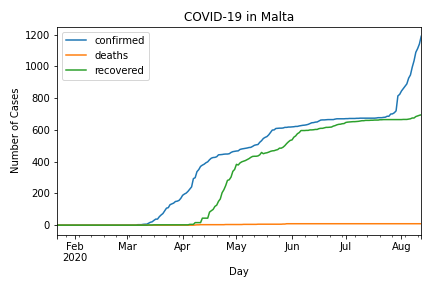 COVID-19 in Malta
confirmed
deaths
recovered
Number of Cases
1200
1000
800
600
400
200
0
Feb Mar Apr May Jun Jul Aug
2020
Day